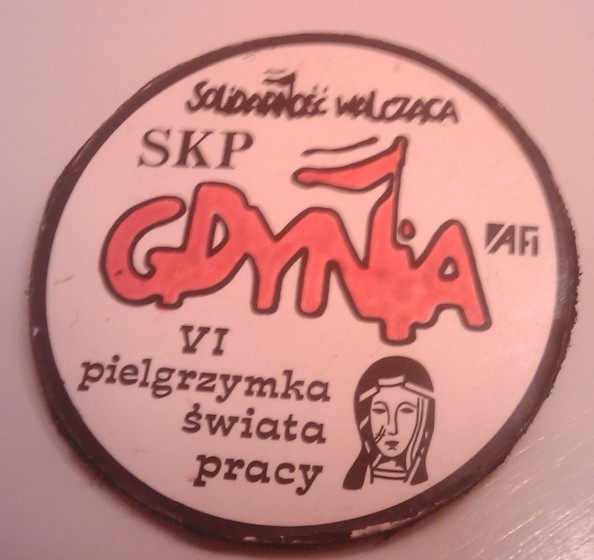 SOLIDARNOŚĆ WALCZĄCA
SKP
GDYNIA
AFi
VI
pielgrzymka
świata
pracy